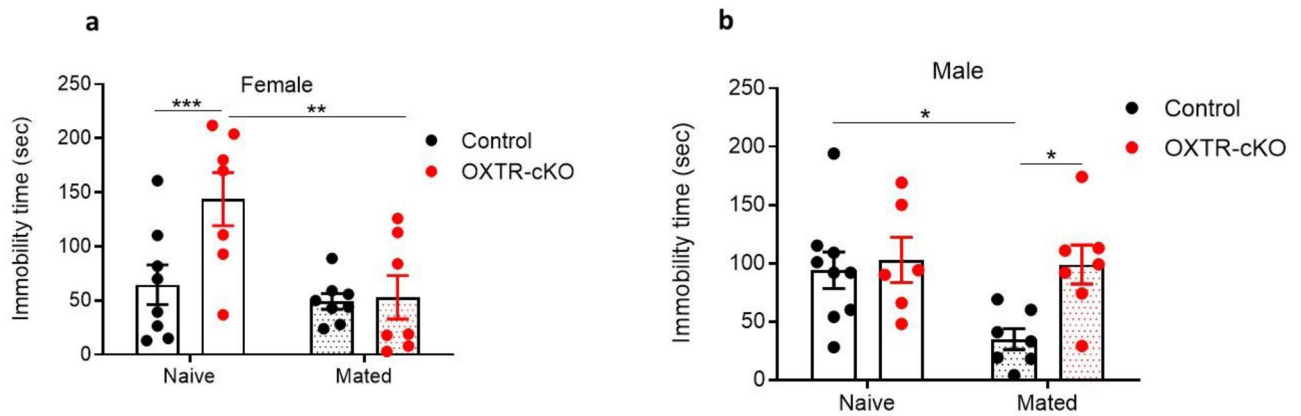 a
Female
Immobility time (sec)
250
200
150
100
50
0
***
**
Control
OXTR-cKO
Naive
Mated
b
Male
Immobility time (sec)
250
200
150
100
50
0
*
*
Control
OXTR-cKO
Naive
Mated